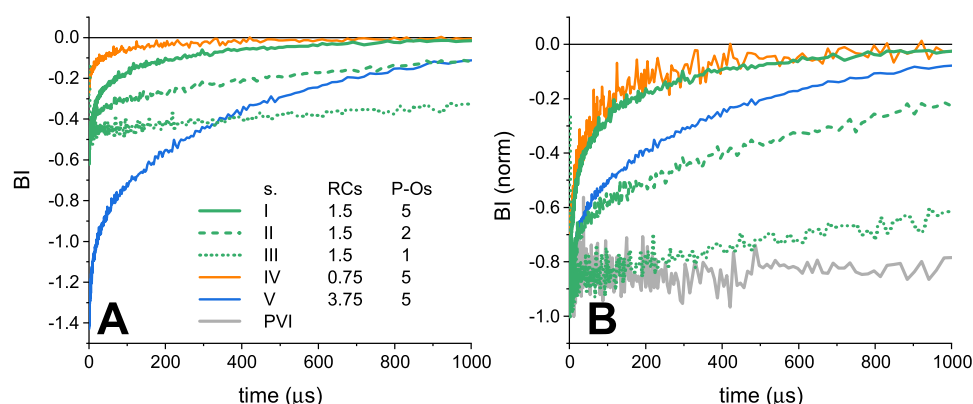 0.0
-0.2
-0.4
-0.6
-0.8
-1.0
-1.2
-1.4
BI
s. RCs P-Os
I 1.5 5
II 1.5 2
III 1.5 1
IV 0.75 5
V 3.75 5
PVI
A
0 200 400 600 800 1000
time (μs)
0.0
-0.2
-0.4
-0.6
-0.8
-1.0
BI (norm)
B
0 200 400 600 800 1000
time (μs)